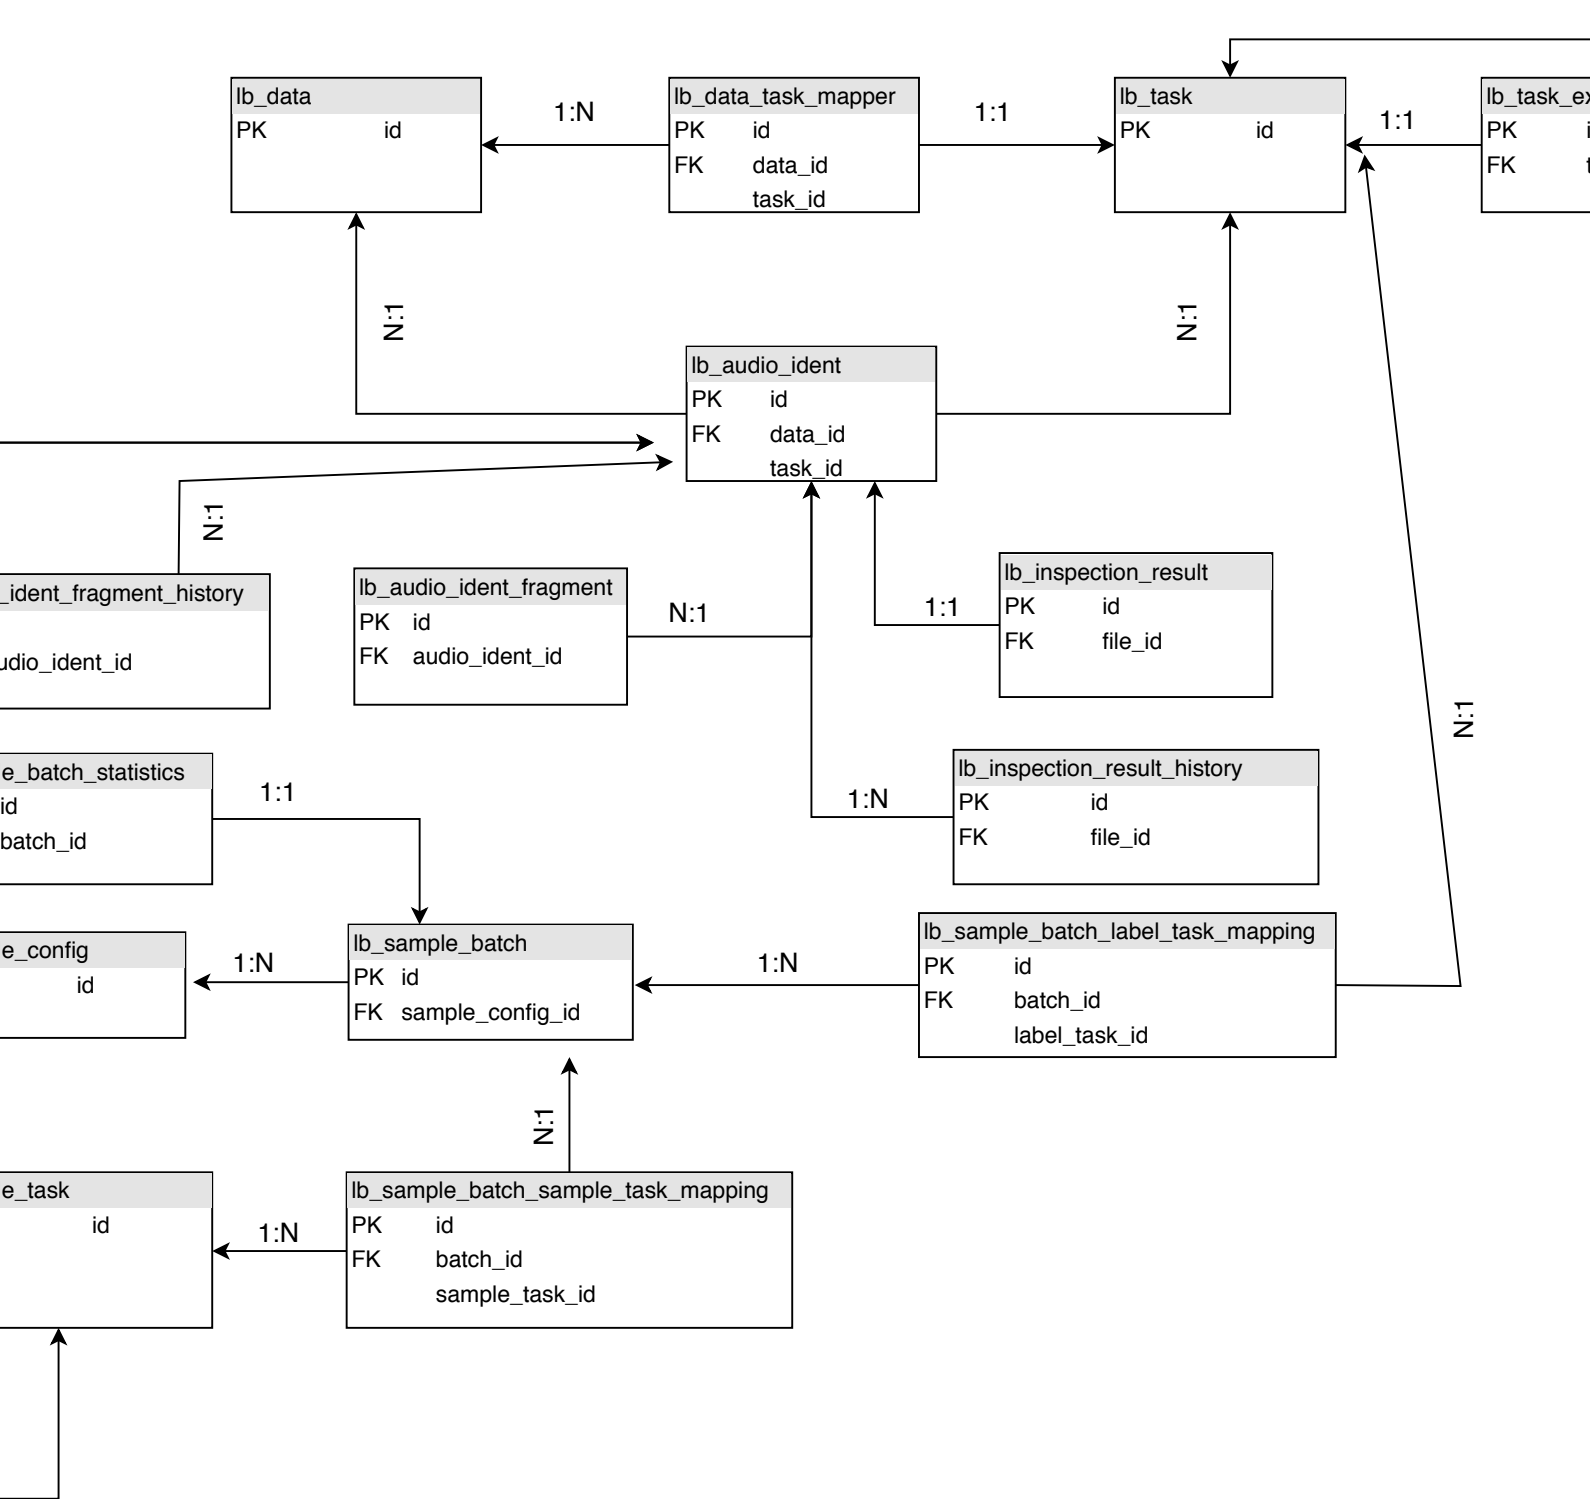 lb_data
PK id
1:N
lb_data_task_mapper
PK id
FK data_id
task_id
1:1
lb_task
PK id
1:1
lb_task_ex
PK
FK
N:1
N:1
lb_audio_ident
PK id
FK data_id
task_id
N:1
_ident_fragment_history
udio_ident_id
lb_audio_ident_fragment
PK id
FK audio_ident_id
N:1
lb_inspection_result
PK id
FK file_id
1:1
N:1
e_batch_statistics
id
batch_id
1:1
lb_inspection_result_history
PK id
FK file_id
1:N
e_config
id
1:N
lb_sample_batch
PK id
FK sample_config_id
1:N
lb_sample_batch_label_task_mapping
PK id
FK batch_id
label_task_id
N:1
e_task
id
1:N
lb_sample_batch_sample_task_mapping
PK id
FK batch_id
sample_task_id